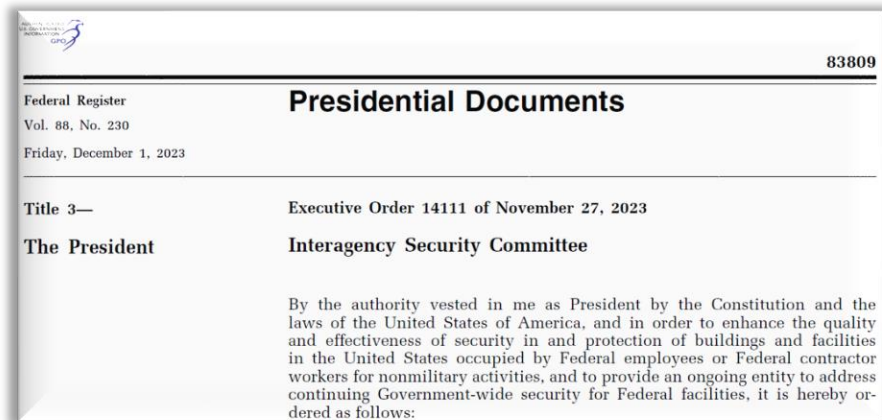 GPO
83809
Federal Register
Vol. 88, No. 230
Friday, December 1, 2023
Presidential Documents
Title 3—
The President
Executive Order 14111 of November 27, 2023
Interagency Security Committee
By the authority vested in me as President by the Constitution and the
laws of the United States of America, and in order to enhance the quality
and effectiveness of security in and protection of buildings and facilities
in the United States occupied by Federal employees or Federal contractor
workers for nonmilitary activities, and to provide an ongoing entity to address
continuing Government-wide security for Federal facilities, it is hereby or-
dered as follows: